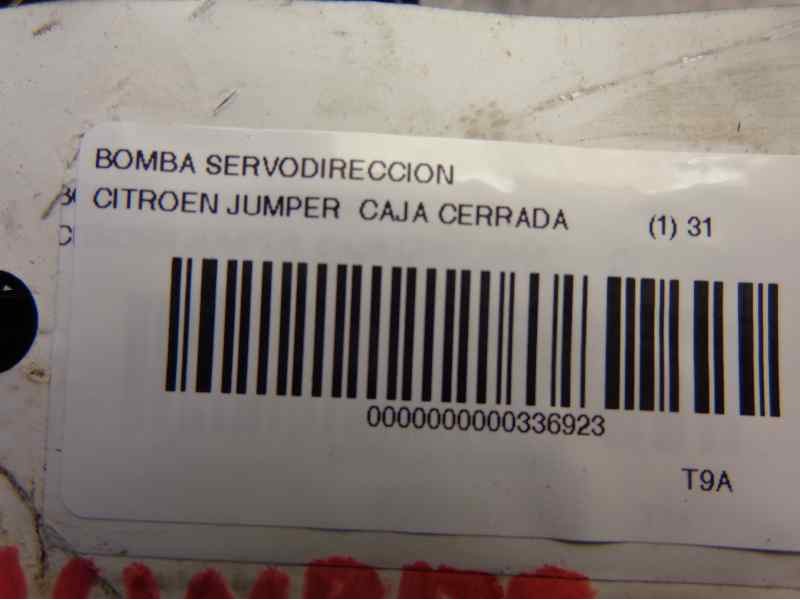 BOMBA SERVODIRECCION
CITROEN JUMPER CAJA CERRADA (1) 31
0000000000336923
T9A